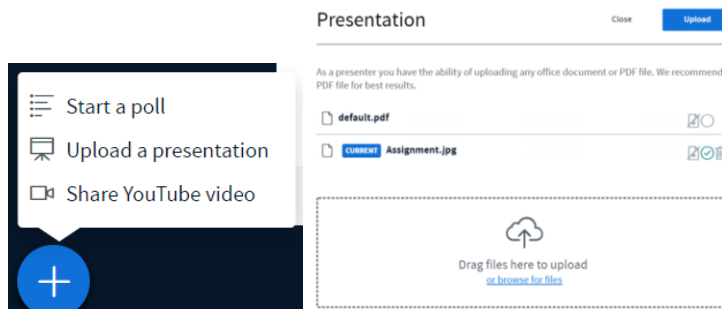 Start a poll
Upload a presentation
Share YouTube video
Presentation
Close
Upload
As a presenter you have the ability of uploading any office document or PDF file. We recommend
PDF file for best results.
default.pdf
CURRENT Assignment.jpg
Drag files here to upload
or browse for files